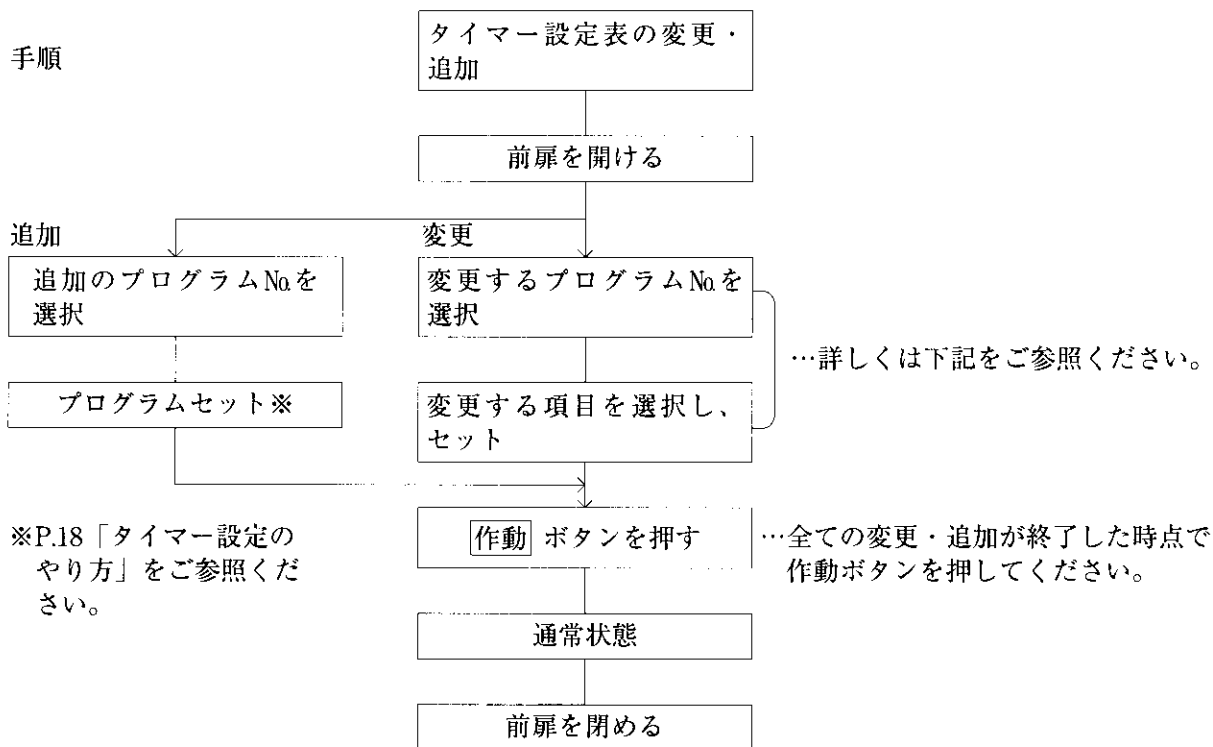 手順
タイマー設定表の変更・
追加
前扉を開ける
追加
追加のプログラム№を
選択
プログラムセット※
変更
変更するプログラム№を
選択
変更する項目を選択し、
セット
…詳しくは下記をご参照ください。
※P.18「タイマー設定の
やり方」をご参照くだ
さい。
作動 ボタンを押す
…全ての変更・追加が終了した時点で
作動ボタンを押してください。
通常状態
前扉を閉める